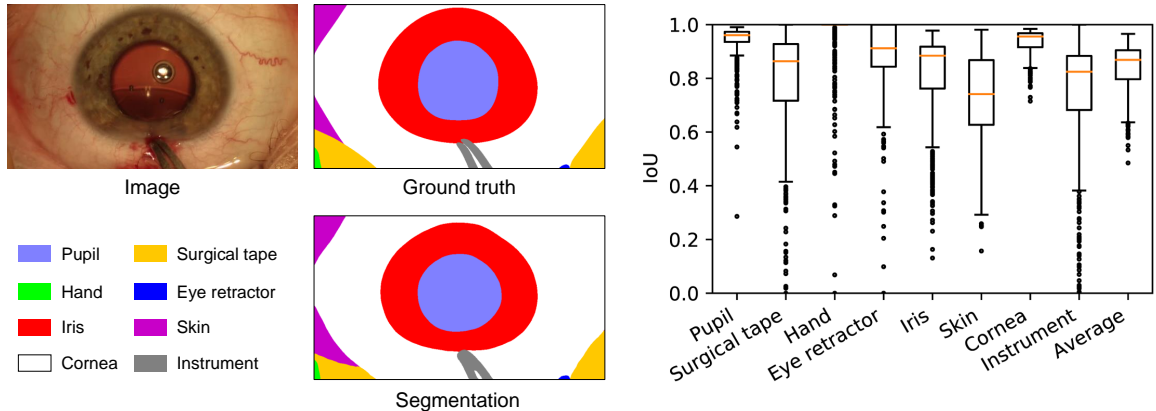 Image
Ground truth
Pupil
Surgical tape
Hand
Eye retractor
Iris
Skin
Cornea
Instrument
Segmentation
IoU
1.0
0.8
0.6
0.4
0.2
0.0
Pupil
Surgical tape
Hand
Eye retractor
Iris
Skin
Cornea
Instrument
Average